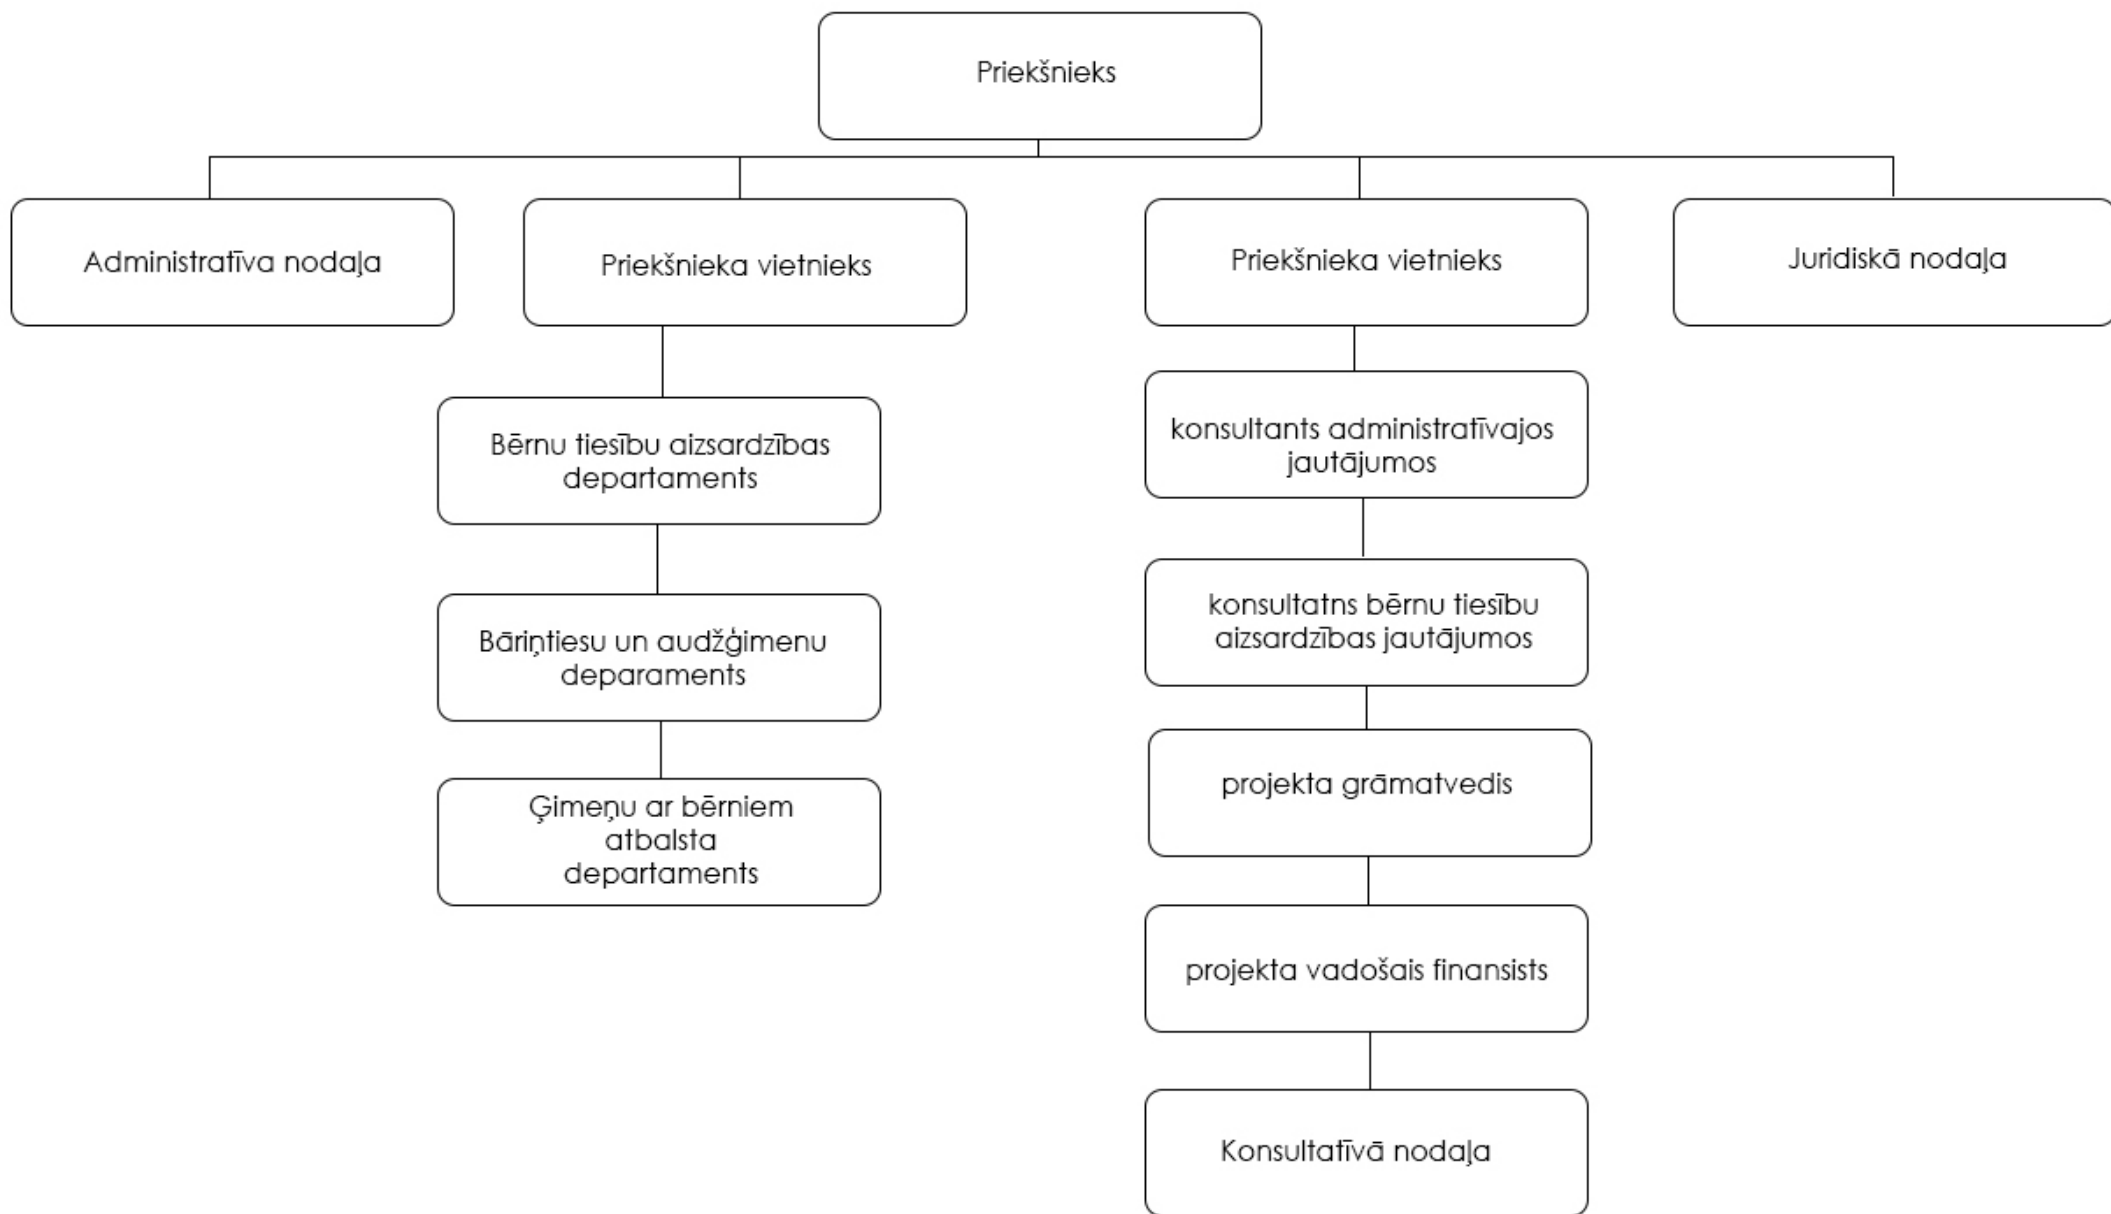 Priekšnieks
Administratīva nodaļa
Priekšnieka vietnieks
Priekšnieka vietnieks
Juridiskā nodaļa
Bērnu tiesību aizsardzības
departaments
Bāriņtiesu un audžģimenu
deparaments
Ģimeņu ar bērniem
atbalsta
departaments
konsultants administratīvajos
jautājumos
konsultatns bērnu tiesību
aizsardzības jautājumos
projekta grāmatvedis
projekta vadošais finansists
Konsultatīvā nodaļa